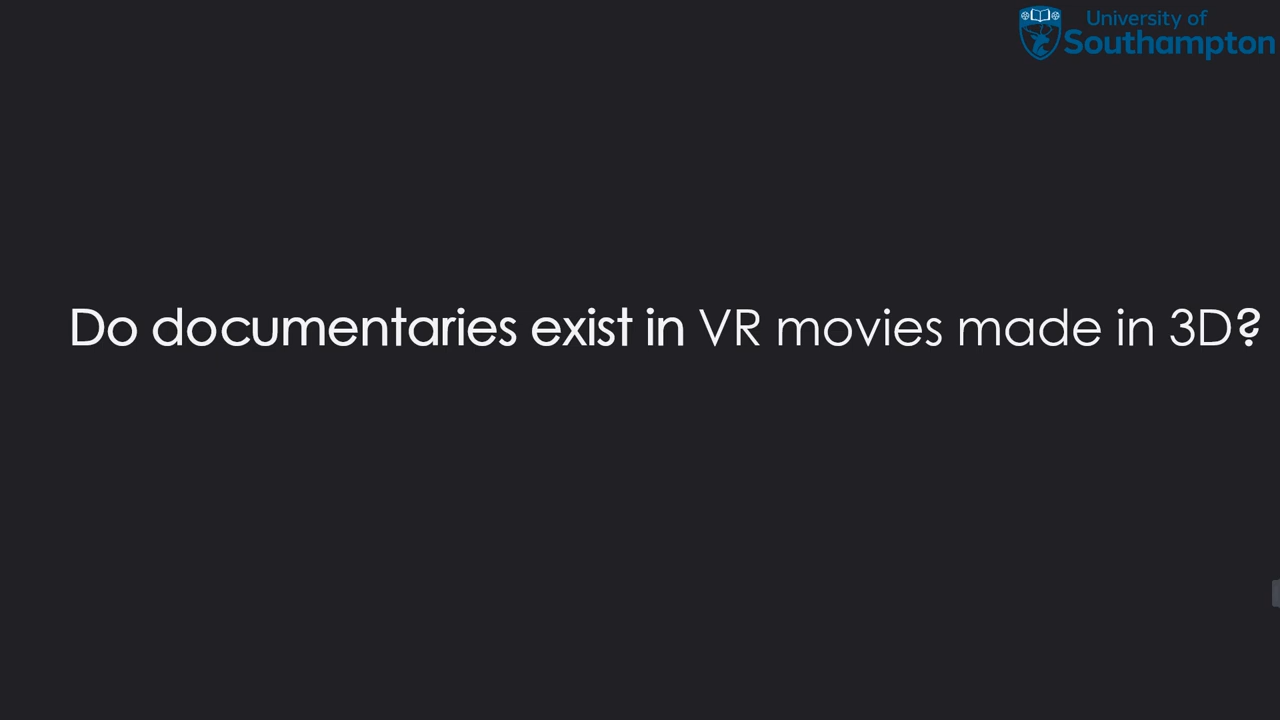 University of
Southampton
Do documentaries exist in VR movies made in 3D?